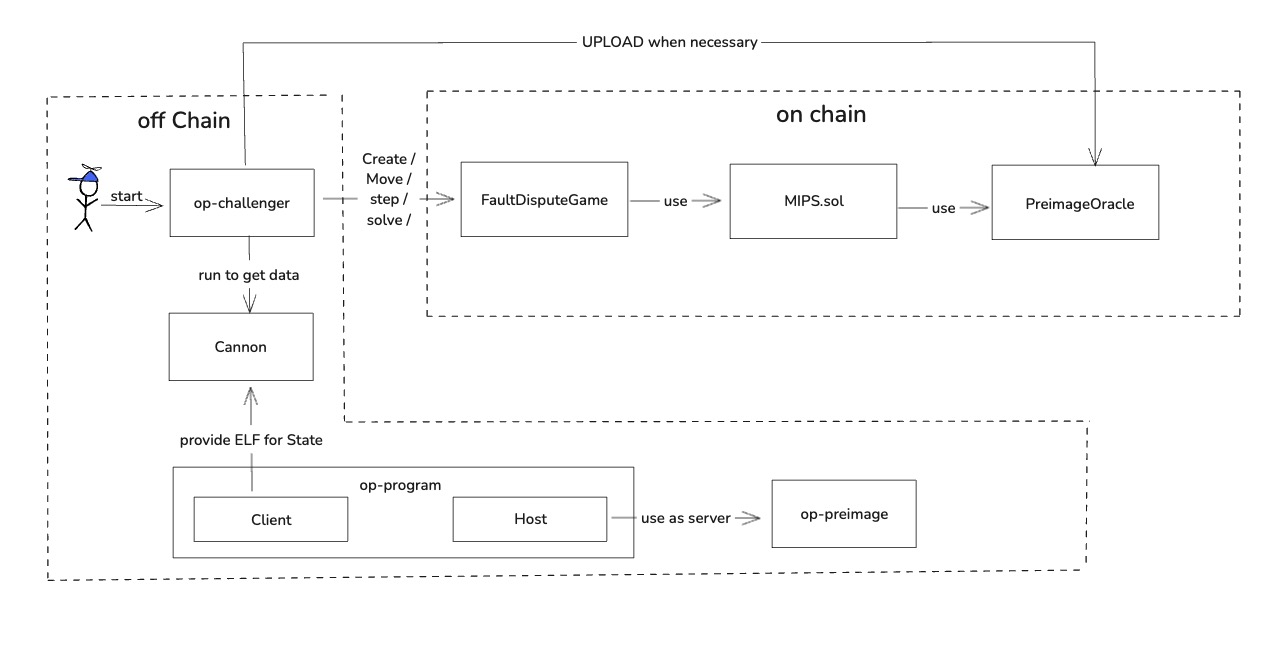 UPLOAD when necessary
off Chain
on chain
start
op-challenger
Create /
Move /
step /
solve /
FaultDisputeGame
use
MIPS.sol
use
PreimageOracle
run to get data
Cannon
provide ELF for State
op-program
Client
Host
use as server
op-preimage